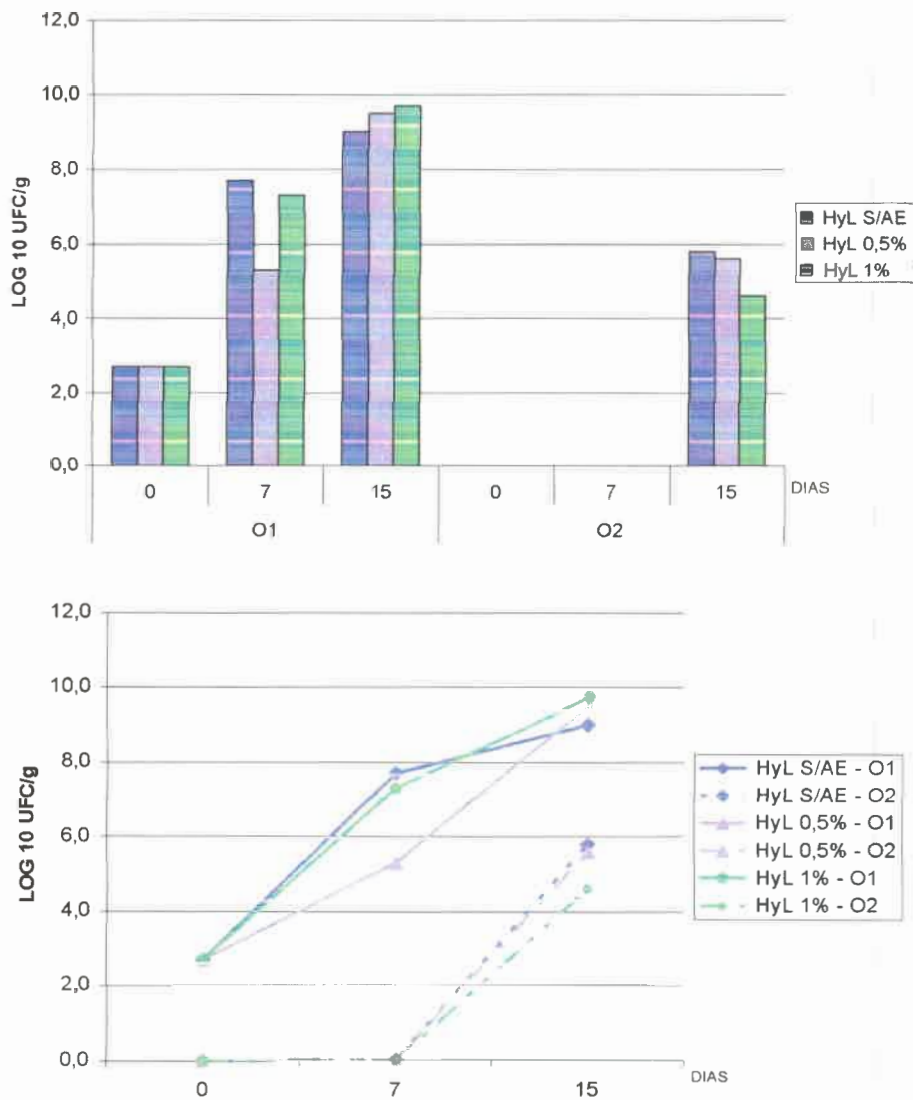 12,0
10,0
8,0
6,0
4,0
2,0
0,0
LOG 10 UFC/g
HyL S/AE
HyL 0,5%
HyL 1%
0 7 15 0 7 15 DIAS
O1 O2
12,0
10,0
8,0
6,0
4,0
2,0
0,0
LOG 10 UFC/g
HyL S/AE - O1
HyL S/AE - O2
HyL 0,5% - O1
HyL 0,5% - O2
HyL 1% - O1
HyL 1% - O2
0 7 15 DIAS